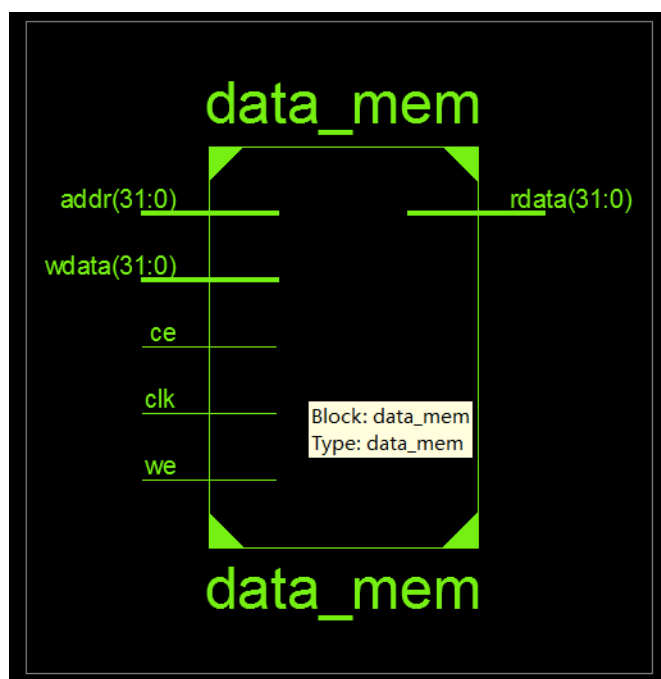 data_mem
addr(31:0)
rdata(31:0)
wdata(31:0)
ce
clk
Block: data_mem
Type: data_mem
we
data_mem